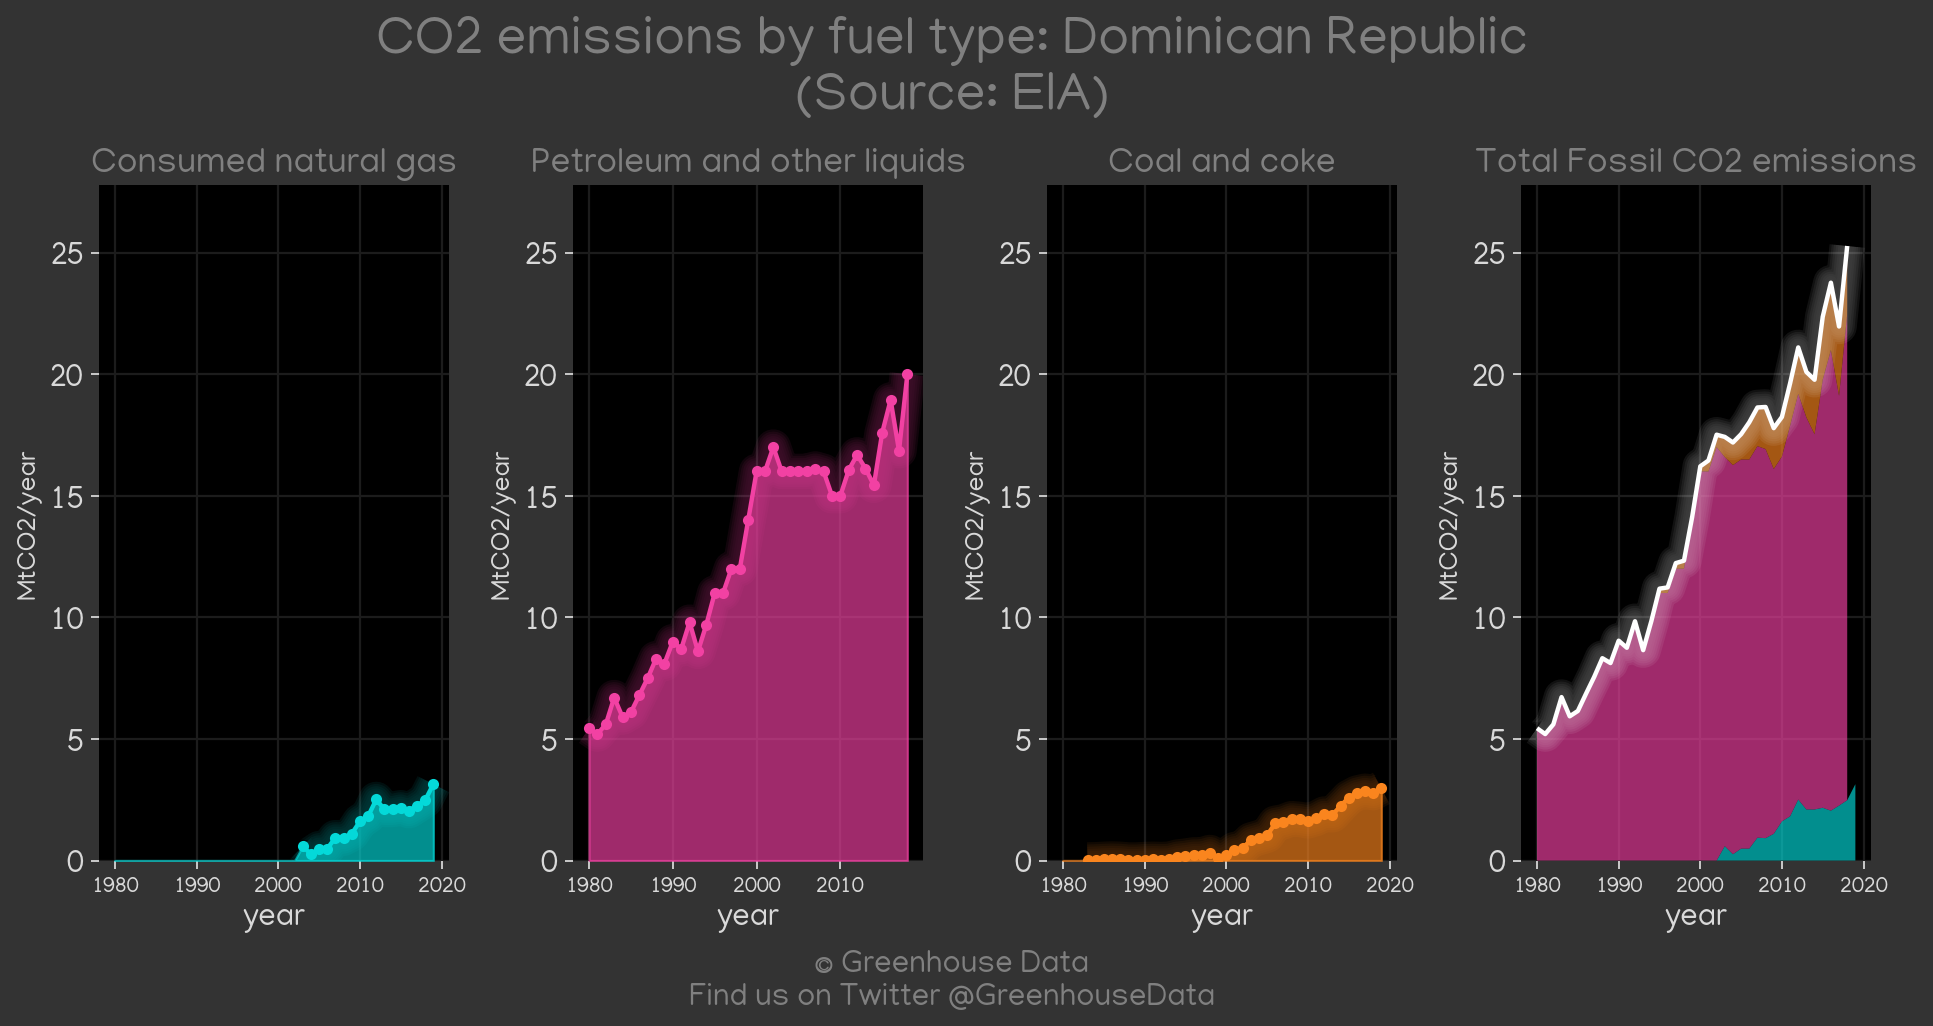 CO2 emissions by fuel type: Dominican Republic
(Source: EIA)
Consumed natural gas
Petroleum and other liquids
Coal and coke
Total Fossil CO2 emissions
MtCO2/year
25
20
15
10
5
0
1980 1990 2000 2010 2020
year
MtCO2/year
25
20
15
10
5
0
1980 1990 2000 2010
year
MtCO2/year
25
20
15
10
5
0
1980 1990 2000 2010 2020
year
MtCO2/year
25
20
15
10
5
0
1980 1990 2000 2010 2020
year
© Greenhouse Data
Find us on Twitter @GreenhouseData